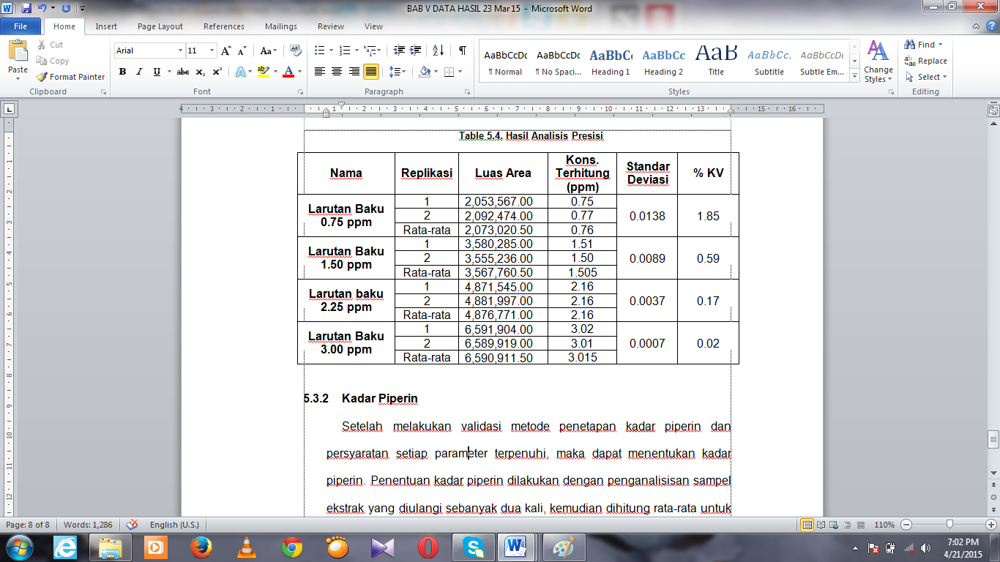 BAB V DATA HASIL 23 Mar 15 - Microsoft Word
File Home Insert Page Layout References Mailings Review View
Paste
Cut
Copy
Format Painter
Clipboard
Arial 11
Font
Paragraph
AaBbCcDc AaBbCcDc AaBbCc AaBbCc AaB AaBbCc. AaBbCcDc
¶ Normal ¶ No Spaci... Heading 1 Heading 2 Title Subtitle Subtle Em...
Change Styles
Styles
Find
Replace
Select
Editing
Table 5.4. Hasil Analisis Presisi
Nama Replikasi Luas Area Kons. Terhitung (ppm) Standar Deviasi % KV
Larutan Baku 0.75 ppm 1 2,053,567.00 0.75 0.0138 1.85
2 2,092,474.00 0.77
Rata-rata 2,073,020.50 0.76
Larutan Baku 1.50 ppm 1 3,580,285.00 1.51 0.0089 0.59
2 3,555,236.00 1.50
Rata-rata 3,567,760.50 1.505
Larutan baku 2.25 ppm 1 4,871,545.00 2.16 0.0037 0.17
2 4,881,997.00 2.16
Rata-rata 4,876,771.00 2.16
Larutan Baku 3.00 ppm 1 6,591,904.00 3.02 0.0007 0.02
2 6,589,919.00 3.01
Rata-rata 6,590,911.50 3.015
5.3.2 Kadar Piperin
Setelah melakukan validasi metode penetapan kadar piperin dan
persyaratan setiap parameter terpenuhi, maka dapat menentukan kadar
piperin. Penentuan kadar piperin dilakukan dengan penganalisisan sampel
ekstrak yang diulangi sebanyak dua kali, kemudian dihitung rata-rata untuk
Page: 8 of 8 Words: 1,286 English (U.S.) 110%
7:02 PM
4/21/2015